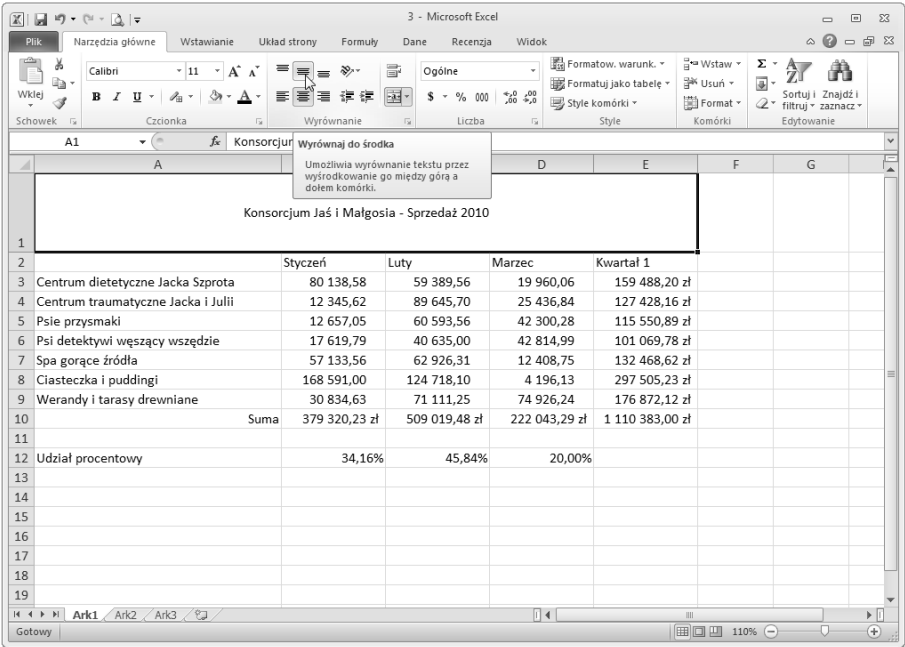 3 - Microsoft Excel
Plik Narzędzia główne Wstawianie Układ strony Formuły Dane Recenzja Widok
Wklej
Calibri 11
B I U
Ogólne
$ % 000
Formatow. warunk.
Formatuj jako tabelę
Style komórki
Wstaw
Usuń
Format
Sortuj i filtruj
Znajdź i zaznacz
Schowek Czcionka Wyrównanie Liczba Style Komórki Edytowanie
A1 fx Konsorcjur
Wyrównaj do środka
Umożliwia wyrównanie tekstu przez
wyśrodkowanie go między górą a
dołem komórki.
A D E F G
1 Konsorcjum Jaś i Małgosia - Sprzedaż 2010
2 Styczeń Luty Marzec Kwartał 1
3 Centrum dietetyczne Jacka Szprota 80 138,58 59 389,56 19 960,06 159 488,20 zł
4 Centrum traumatyczne Jacka i Julii 12 345,62 89 645,70 25 436,84 127 428,16 zł
5 Psie przysmaki 12 657,05 60 593,56 42 300,28 115 550,89 zł
6 Psi detektywi węszący wszędzie 17 619,79 40 635,00 42 814,99 101 069,78 zł
7 Spa gorące źródła 57 133,56 62 926,31 12 408,75 132 468,62 zł
8 Ciasteczka i puddingi 168 591,00 124 718,10 4 196,13 297 505,23 zł
9 Werandy i tarasy drewniane 30 834,63 71 111,25 74 926,24 176 872,12 zł
10 Suma 379 320,23 zł 509 019,48 zł 222 043,29 zł 1 110 383,00 zł
11
12 Udział procentowy 34,16% 45,84% 20,00%
13
14
15
16
17
18
19
Ark1 Ark2 Ark3
Gotowy 110%